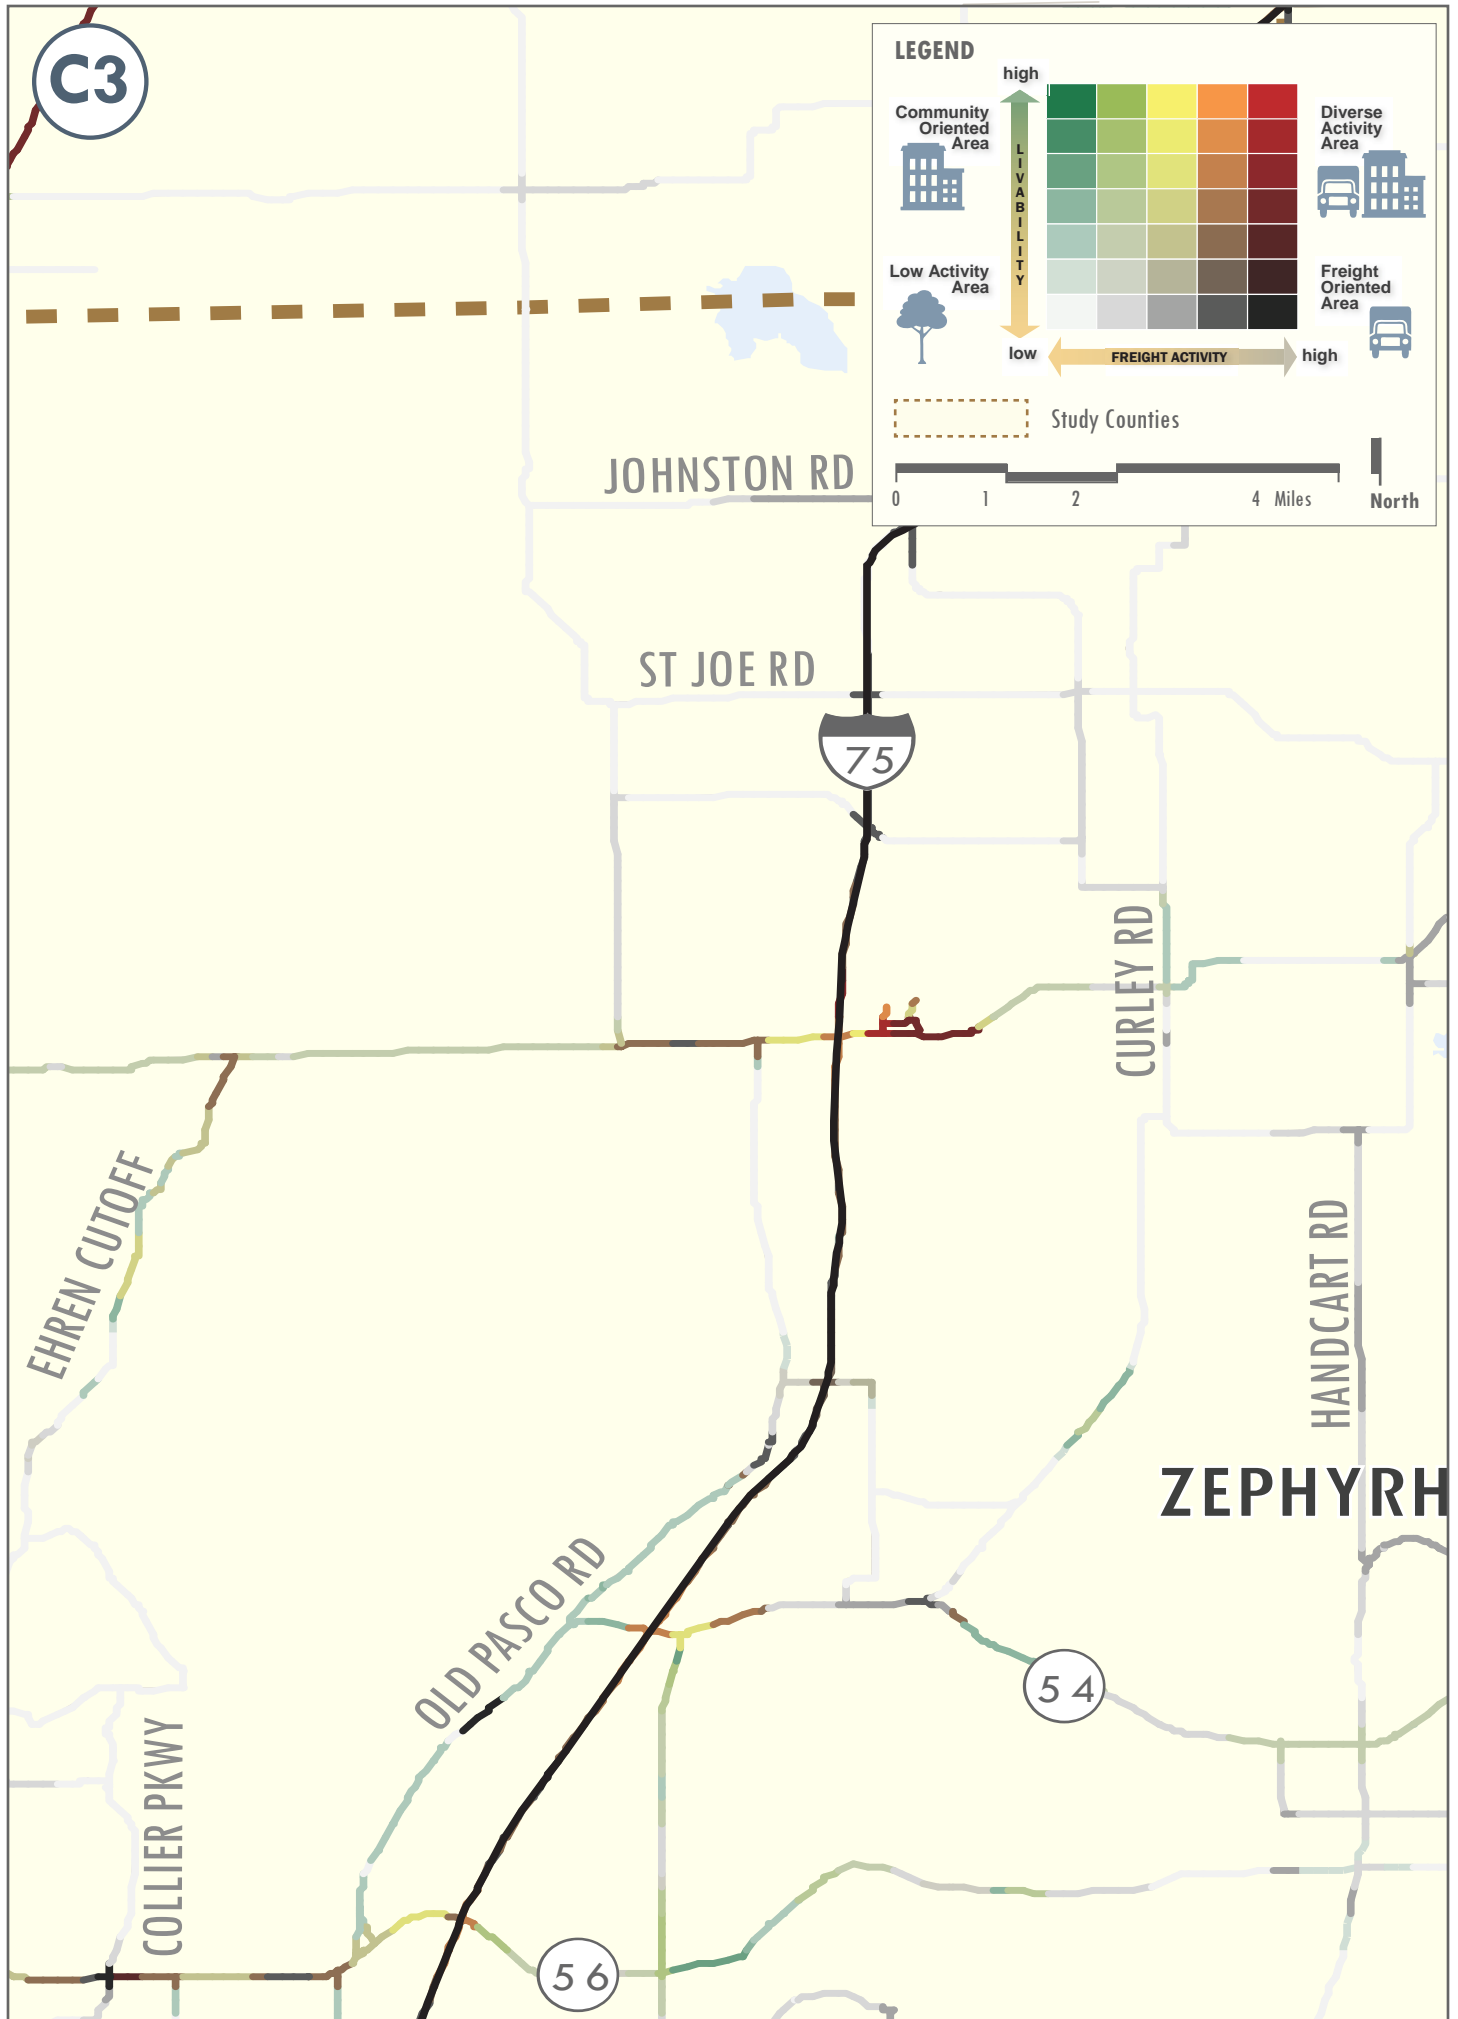 C3
LEGEND
high
Community
Oriented
Area
LIVABILITY
Diverse
Activity
Area
Low Activity
Area
Freight
Oriented
Area
low
FREIGHT ACTIVITY
high
Study Counties
0 1 2 4 Miles
North
JOHNSTON RD
ST JOE RD
75
CURLEY RD
EHREN CUTOFF
HANDCART RD
ZEPHYRH
OLD PASCO RD
54
COLLIER PKWY
56